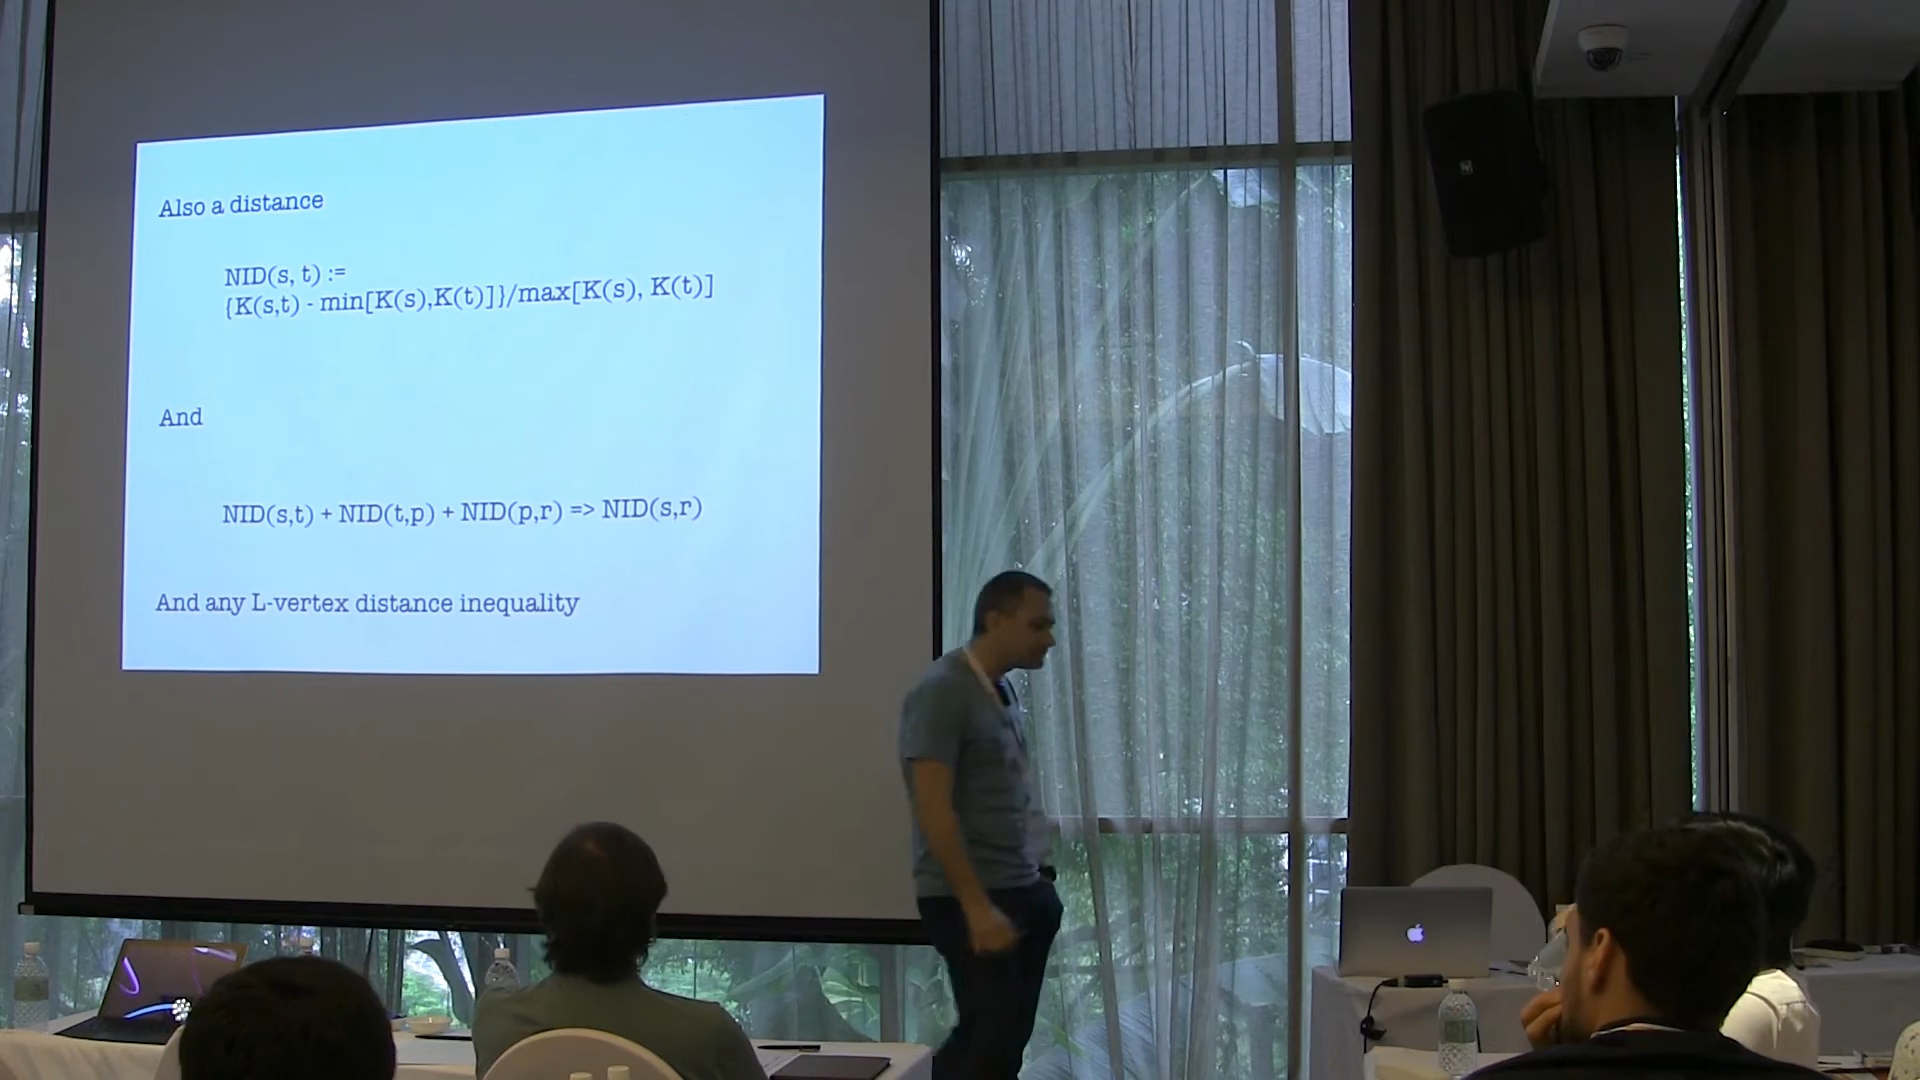 Also a distance
NID(s, t) :=
{K(s,t) - min[K(s),K(t)]}/max[K(s), K(t)]
And
NID(s,t) + NID(t,p) + NID(p,r) => NID(s,r)
And any L-vertex distance inequality